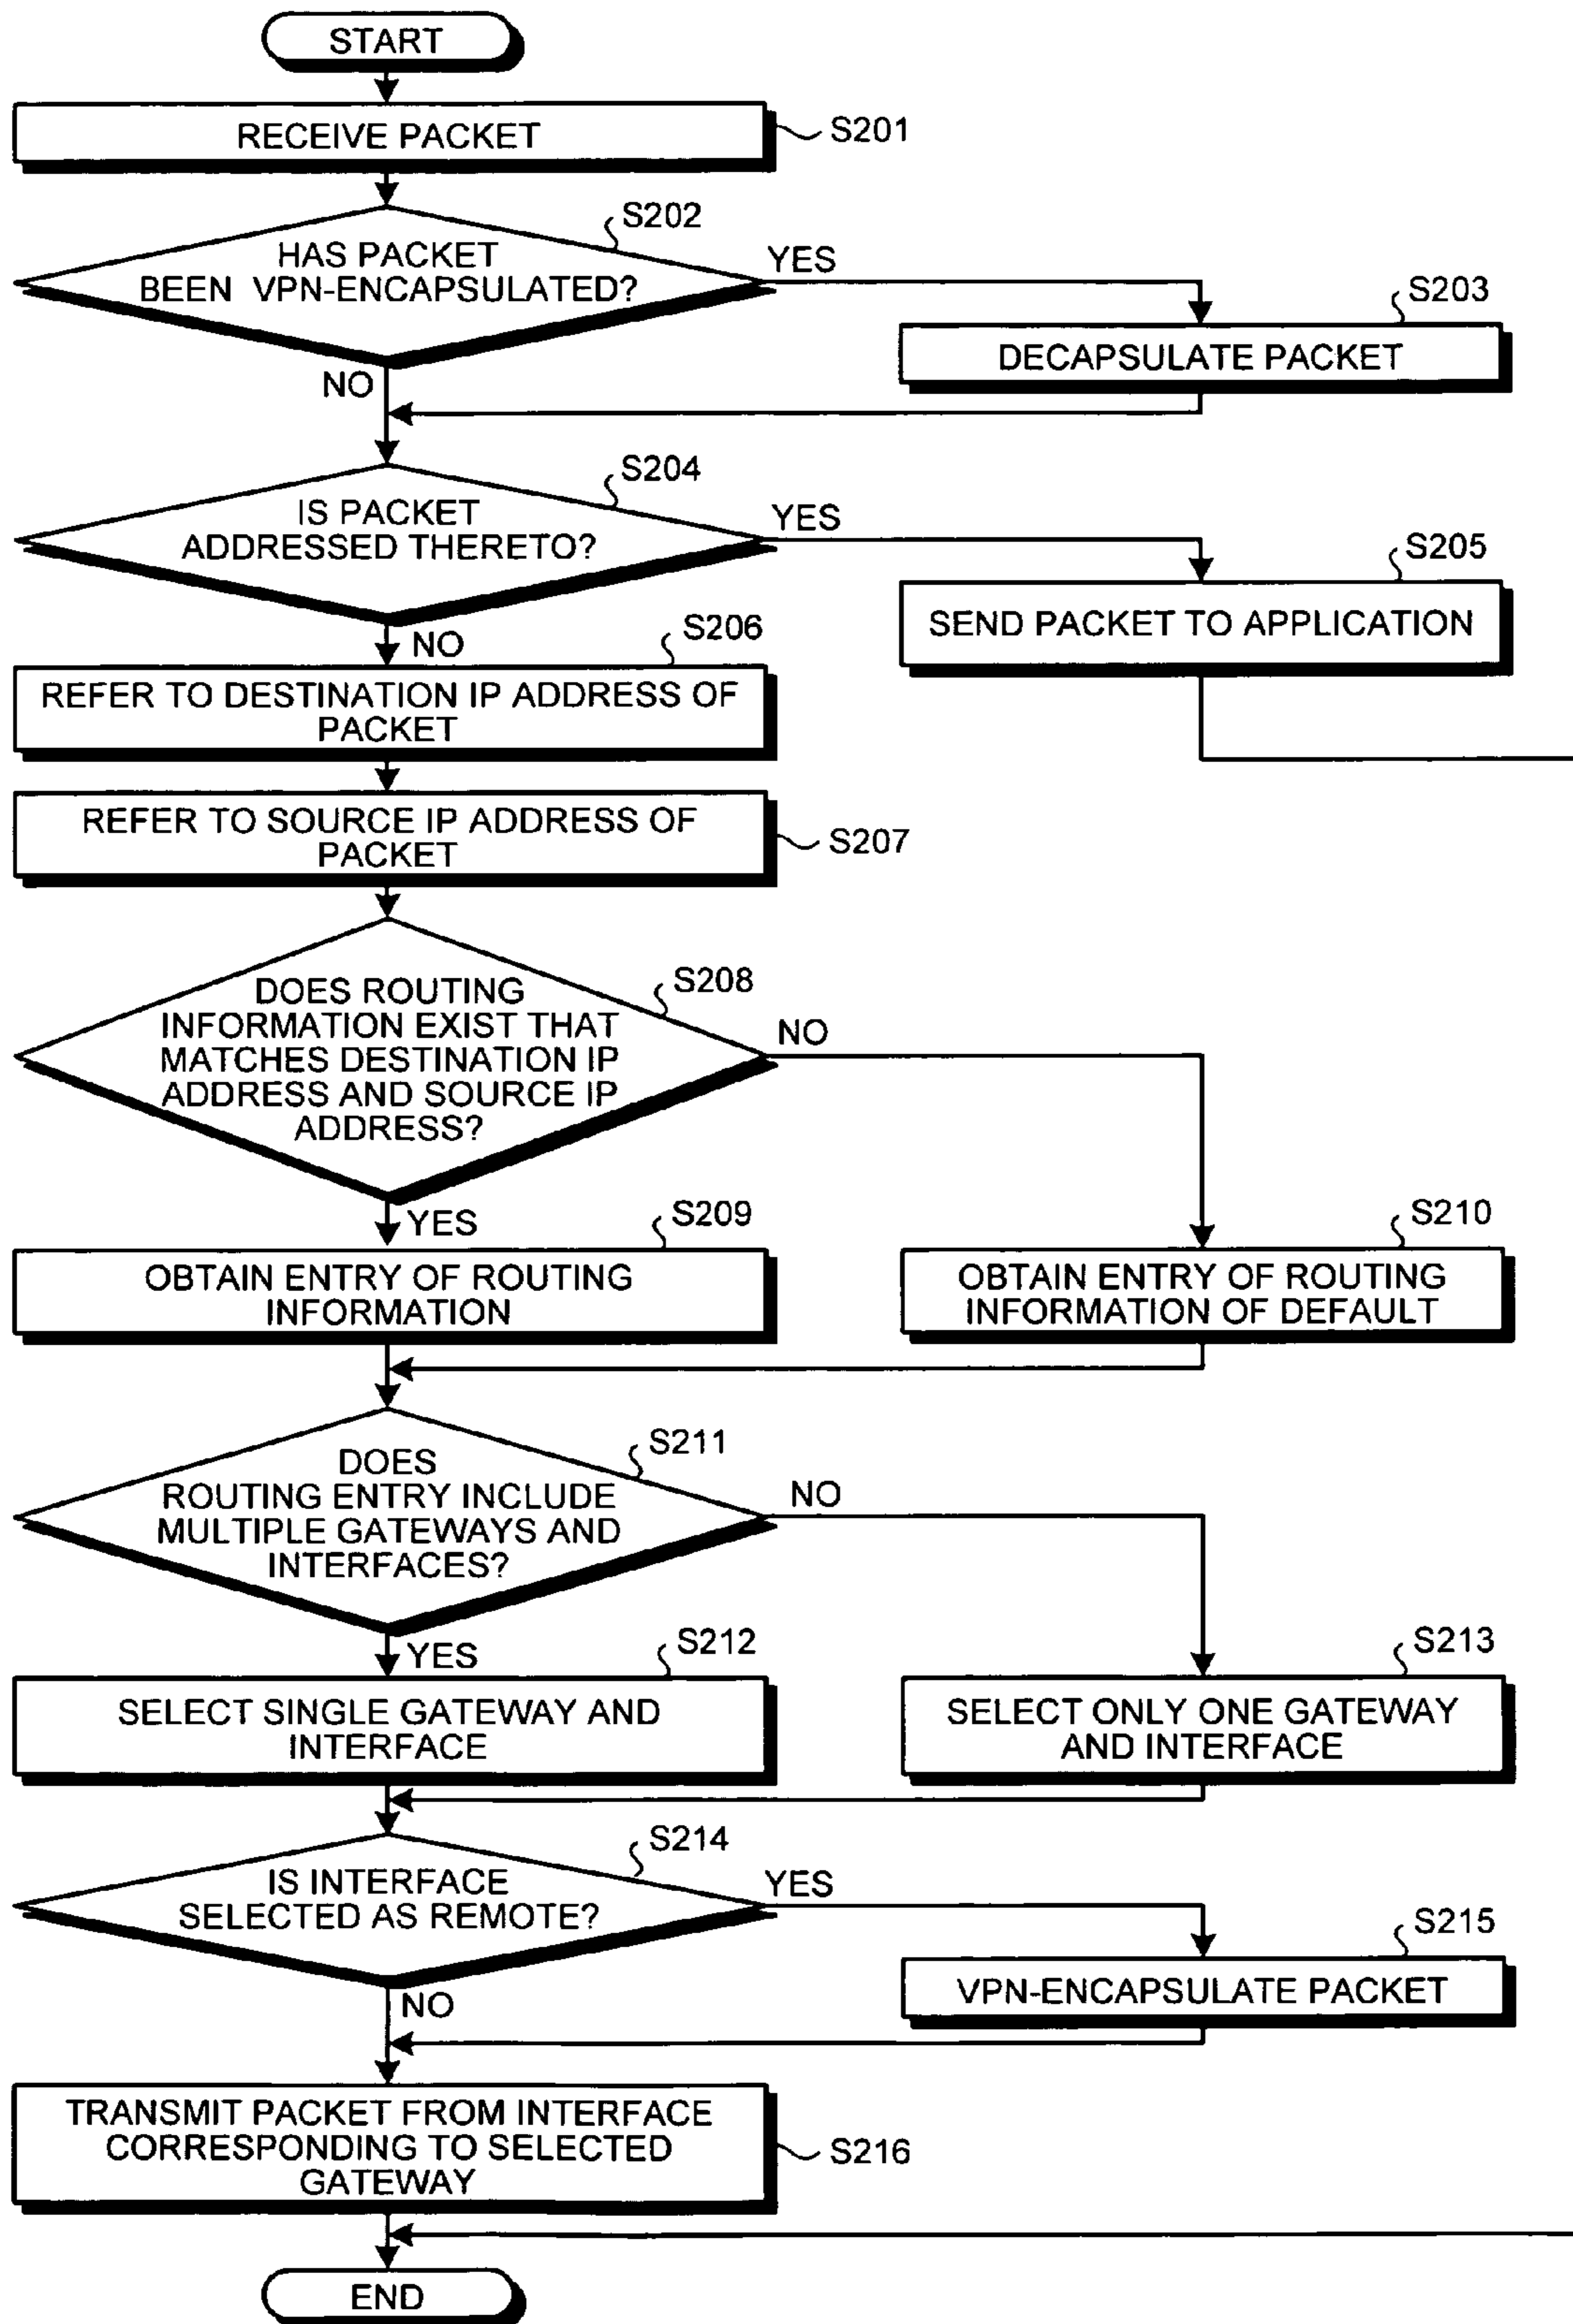 START
RECEIVE PACKET
S201
S202
HAS PACKET
BEEN VPN-ENCAPSULATED?
YES
NO
S203
DECAPSULATE PACKET
S204
IS PACKET
ADDRESSED THERETO?
YES
NO
S205
SEND PACKET TO APPLICATION
S206
REFER TO DESTINATION IP ADDRESS OF
PACKET
REFER TO SOURCE IP ADDRESS OF
PACKET
S207
S208
DOES ROUTING
INFORMATION EXIST THAT
MATCHES DESTINATION IP
ADDRESS AND SOURCE IP
ADDRESS?
NO
YES
S209
OBTAIN ENTRY OF ROUTING
INFORMATION
S210
OBTAIN ENTRY OF ROUTING
INFORMATION OF DEFAULT
S211
DOES
ROUTING ENTRY INCLUDE
MULTIPLE GATEWAYS AND
INTERFACES?
NO
YES
S212
SELECT SINGLE GATEWAY AND
INTERFACE
S213
SELECT ONLY ONE GATEWAY
AND INTERFACE
S214
IS INTERFACE
SELECTED AS REMOTE?
YES
NO
S215
VPN-ENCAPSULATE PACKET
TRANSMIT PACKET FROM INTERFACE
CORRESPONDING TO SELECTED
GATEWAY
S216
END